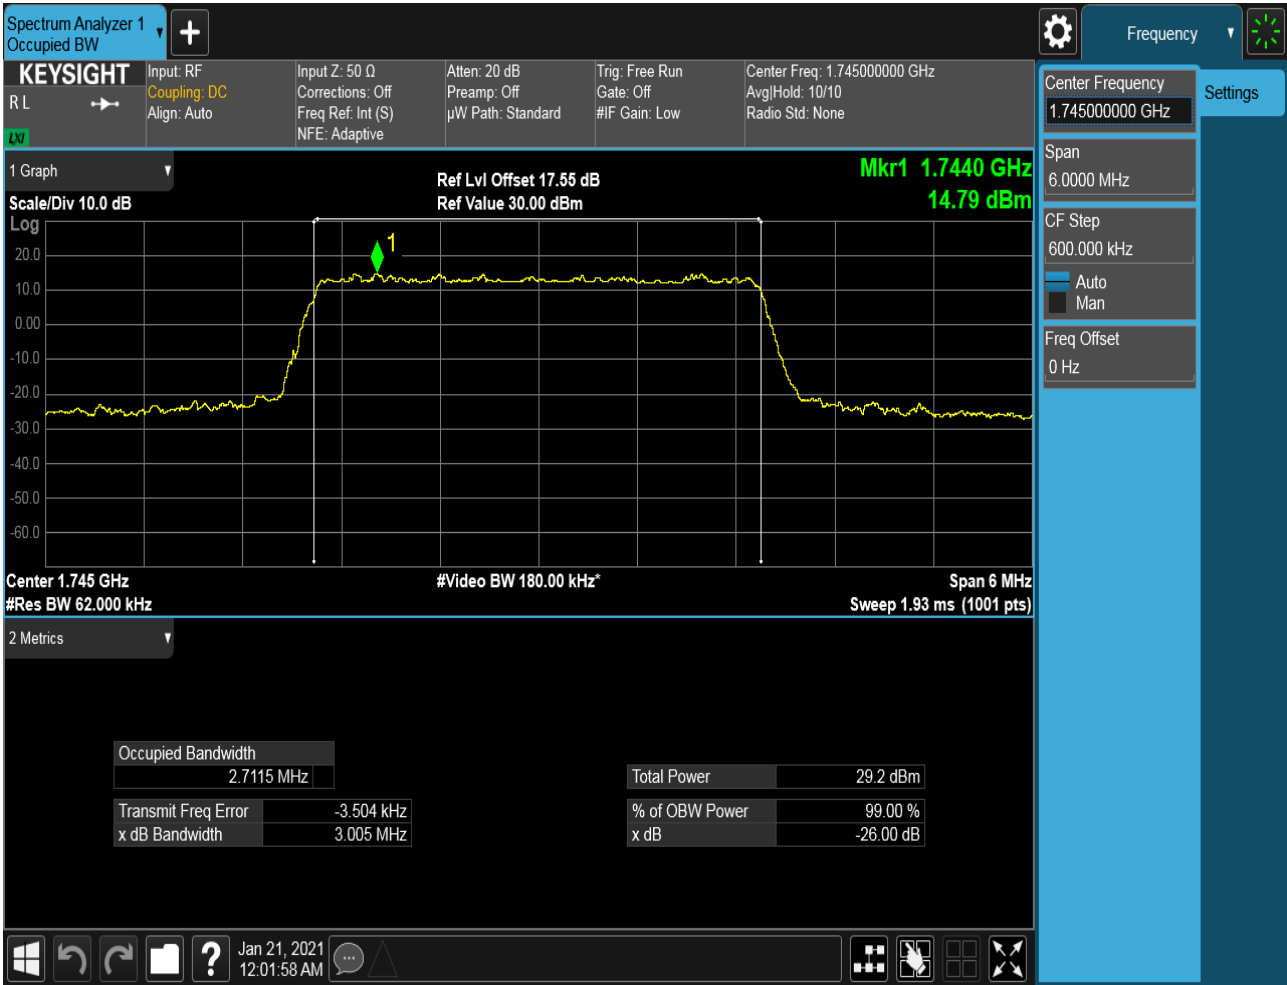 Spectrum Analyzer 1
Occupied BW
Frequency
KEYSIGHT
R L
LXI
Input: RF
Coupling: DC
Align: Auto
Input Z: 50 Ω
Corrections: Off
Freq Ref: Int (S)
NFE: Adaptive
Atten: 20 dB
Preamp: Off
µW Path: Standard
Trig: Free Run
Gate: Off
#IF Gain: Low
Center Freq: 1.745000000 GHz
Avg|Hold: 10/10
Radio Std: None
Center Frequency
1.745000000 GHz
Settings
Span
6.0000 MHz
CF Step
600.000 kHz
Auto
Man
Freq Offset
0 Hz
1 Graph
Scale/Div 10.0 dB
Ref Lvl Offset 17.55 dB
Ref Value 30.00 dBm
Mkr1 1.7440 GHz
14.79 dBm
Log
1
20.0
10.0
0.00
-10.0
-20.0
-30.0
-40.0
-50.0
-60.0
Center 1.745 GHz
#Video BW 180.00 kHz*
Span 6 MHz
#Res BW 62.000 kHz
Sweep 1.93 ms (1001 pts)
2 Metrics
Occupied Bandwidth
2.7115 MHz
Total Power 29.2 dBm
Transmit Freq Error -3.504 kHz
% of OBW Power 99.00 %
x dB Bandwidth 3.005 MHz
x dB -26.00 dB
?
Jan 21, 2021
12:01:58 AM